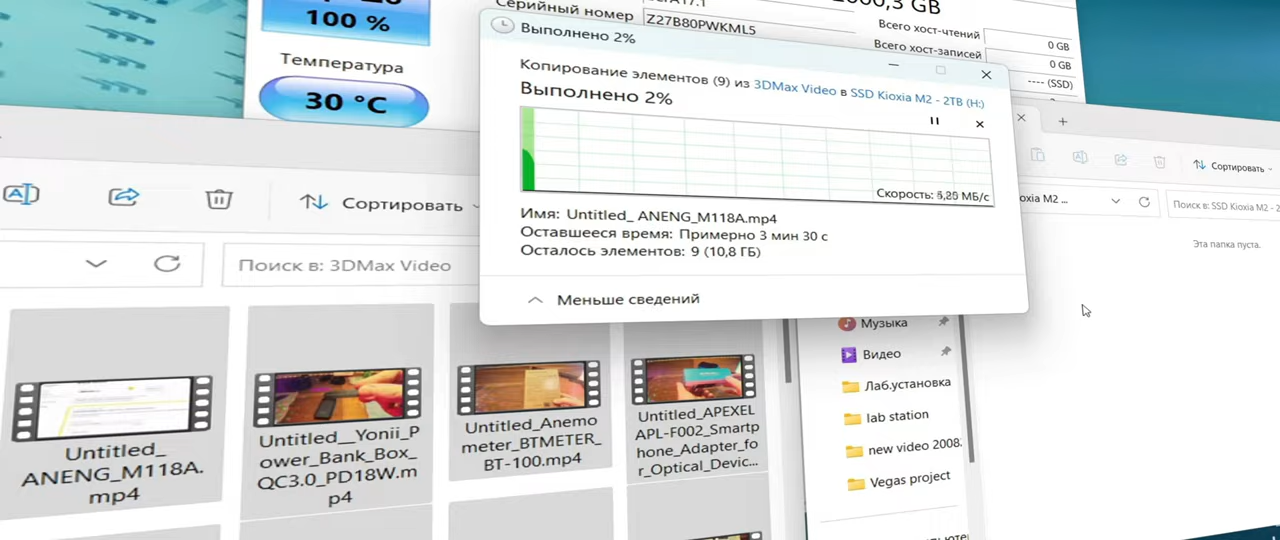 100 %
Температура
30 °C
Серийный номер
Z27B80PWKML5
GB
Всего хост-чтений
0 GB
Всего хост-записей
0 GB
---- (SSD)
Выполнено 2%
Копирование элементов (9) из 3DMax Video в SSD Kioxia M2 - 2TB (H:)
Выполнено 2%
Скорость: МБ/с
Имя: Untitled_ ANENG_M118A.mp4
Оставшееся время: Примерно 3 мин 30 с
Осталось элементов: 9 (10,8 ГБ)
Меньше сведений
Сортировать
Поиск в: 3DMax Video
Untitled_
ANENG_M118A.
mp4
Untitled__Yonii_P
ower_Bank_Box_
QC3.0_PD18W.m
p4
Untitled_Anemo
meter_BTMETER_
BT-100.mp4
Untitled_APEXEL
APL-F002_Smartp
hone_Adapter_fo
r_Optical_Devic...
Сортировать
M2 ...
Поиск в: SSD Kioxia M2 - 2
Эта папка пуста.
Музыка
Видео
Лаб.установка
lab station
new video 2008
Vegas project